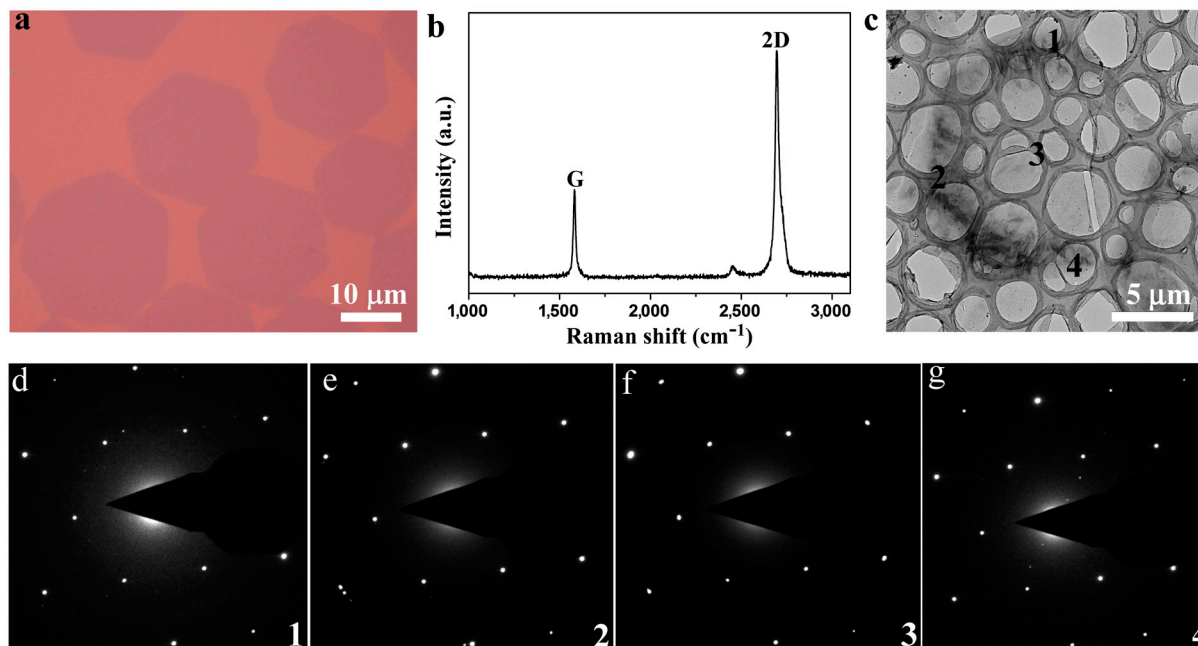 a
10 μm
b
Intensity (a.u.)
G
2D
1,000 1,500 2,000 2,500 3,000
Raman shift (cm⁻¹)
c
1
3
2
4
5 μm
d
1
e
2
f
3
g
4